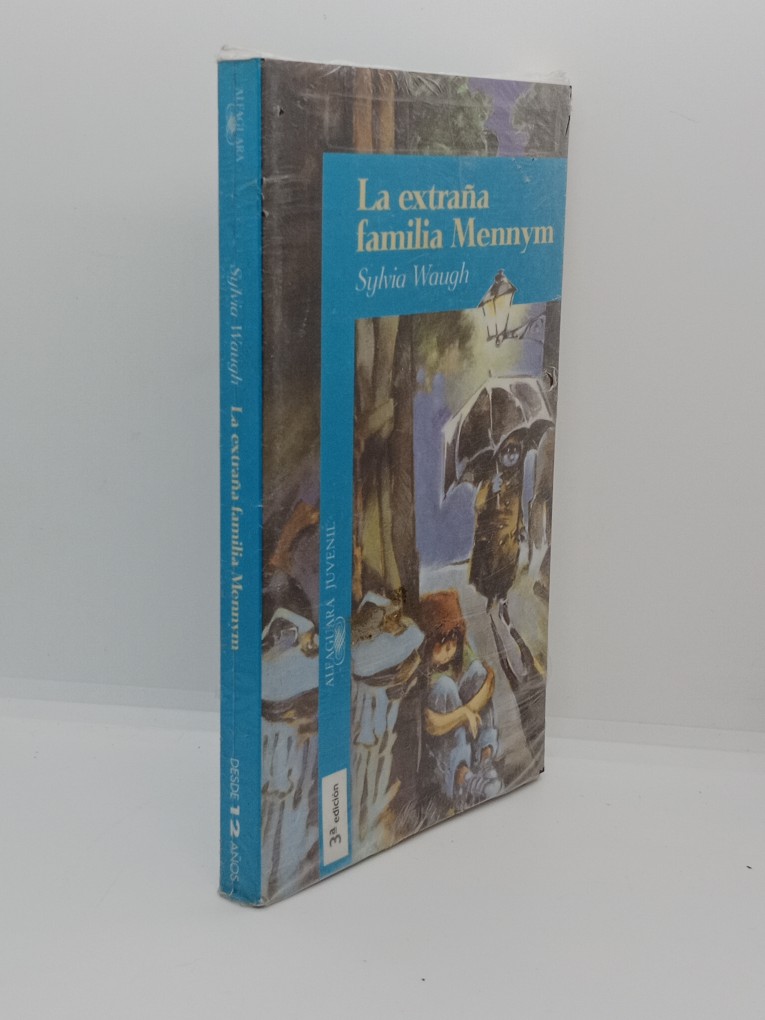 ALFAGUARA
Sylvia Waugh
La extraña familia Mennym
DESDE 12 AÑOS
La extraña
familia Mennym
Sylvia Waugh
ALFAGUARA JUVENIL
3ª edición